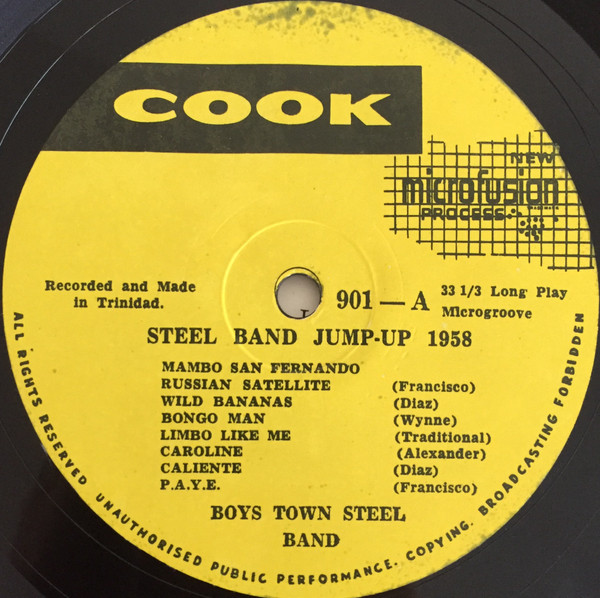 COOK
NEW
microfusion
TRADE MARK
PROCESS
Recorded and Made
in Trinidad.
901 — A
33 1/3 Long Play
Microgroove
STEEL BAND JUMP-UP 1958
MAMBO SAN FERNANDO
RUSSIAN SATELLITE (Francisco)
WILD BANANAS (Diaz)
BONGO MAN (Wynne)
LIMBO LIKE ME (Traditional)
CAROLINE (Alexander)
CALIENTE (Diaz)
P.A.Y.E. (Francisco)
BOYS TOWN STEEL
BAND
ALL RIGHTS RESERVED UNAUTHORISED PUBLIC PERFORMANCE. COPYING. BROADCASTING FORBIDDEN